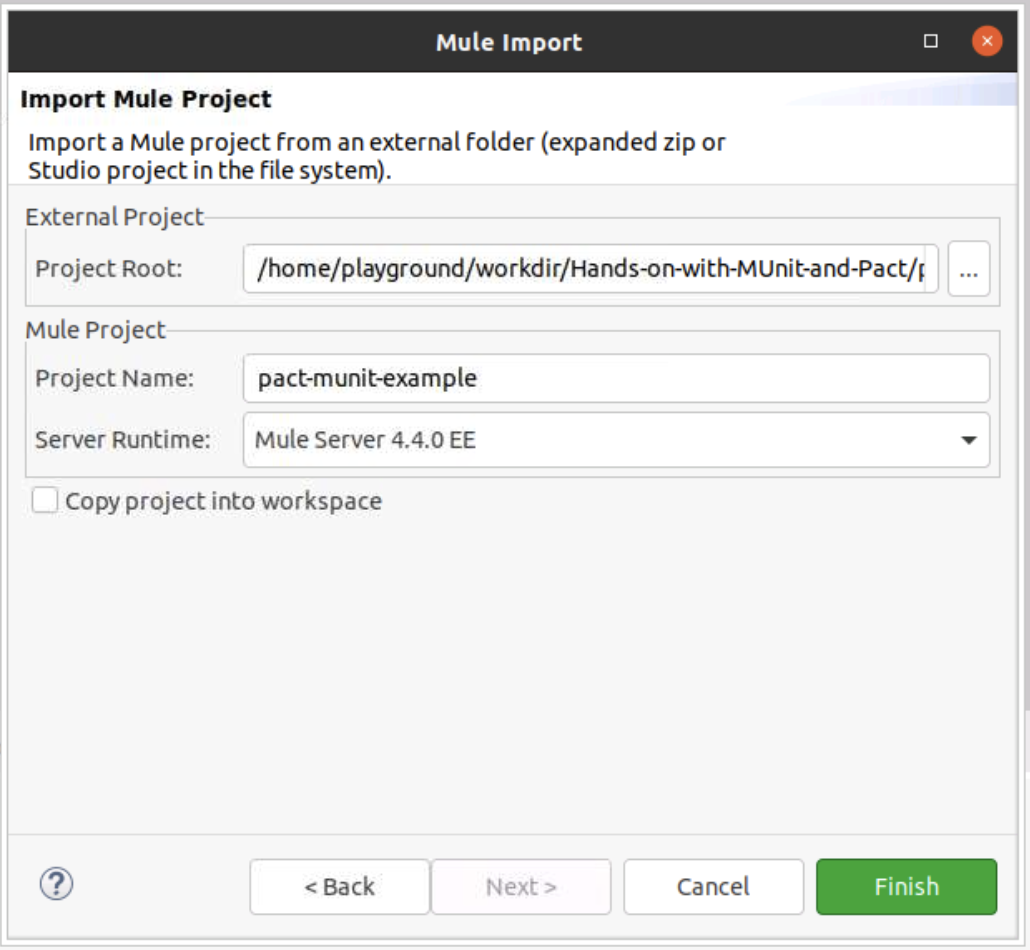 Mule Import
Import Mule Project
Import a Mule project from an external folder (expanded zip or
Studio project in the file system).
External Project
Project Root: /home/playground/workdir/Hands-on-with-MUnit-and-Pact/p ...
Mule Project
Project Name: pact-munit-example
Server Runtime: Mule Server 4.4.0 EE
Copy project into workspace
? < Back Next > Cancel Finish